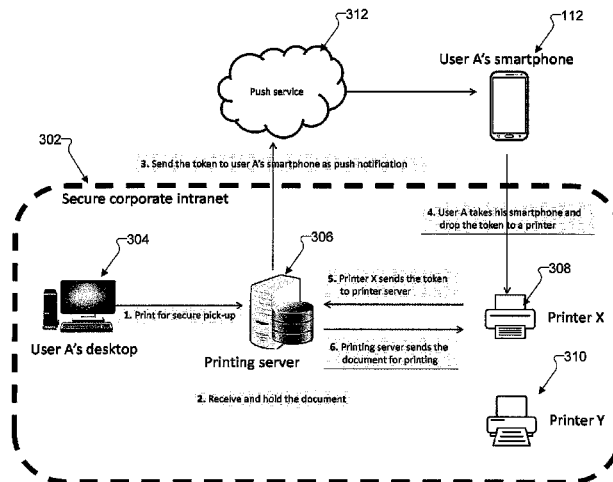 312
112
User A's smartphone
Push service
302
3. Send the token to user A's smartphone as push notification
Secure corporate intranet
4. User A takes his smartphone and
drop the token to a printer
304
306
308
5. Printer X sends the token
to printer server
1. Print for secure pick-up
Printer X
User A's desktop
Printing server
6. Printing server sends the
document for printing
310
2. Receive and hold the document
Printer Y